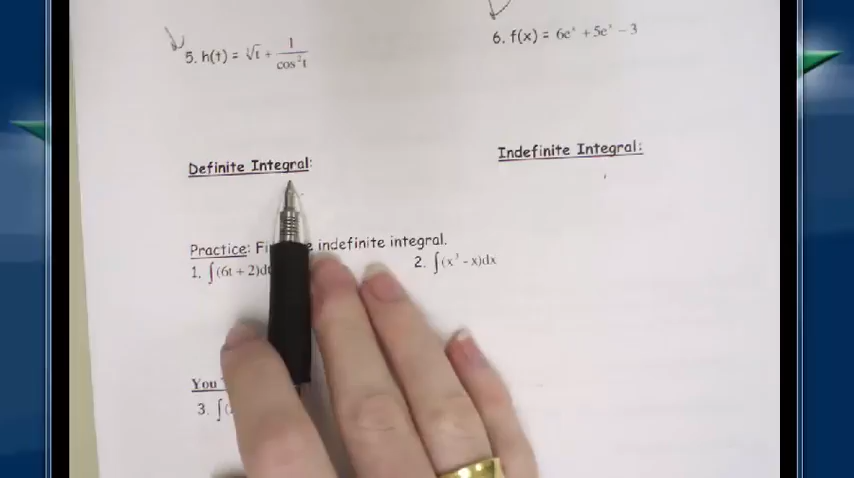 5. h(t) = ∛t + 1/cos²t
6. f(x) = 6eˣ + 5eˣ − 3
Definite Integral:
Indefinite Integral:
Practice: indefinite integral.
1. ∫(6t + 2)
2. ∫(x³ - x)dx
You
3. ∫(